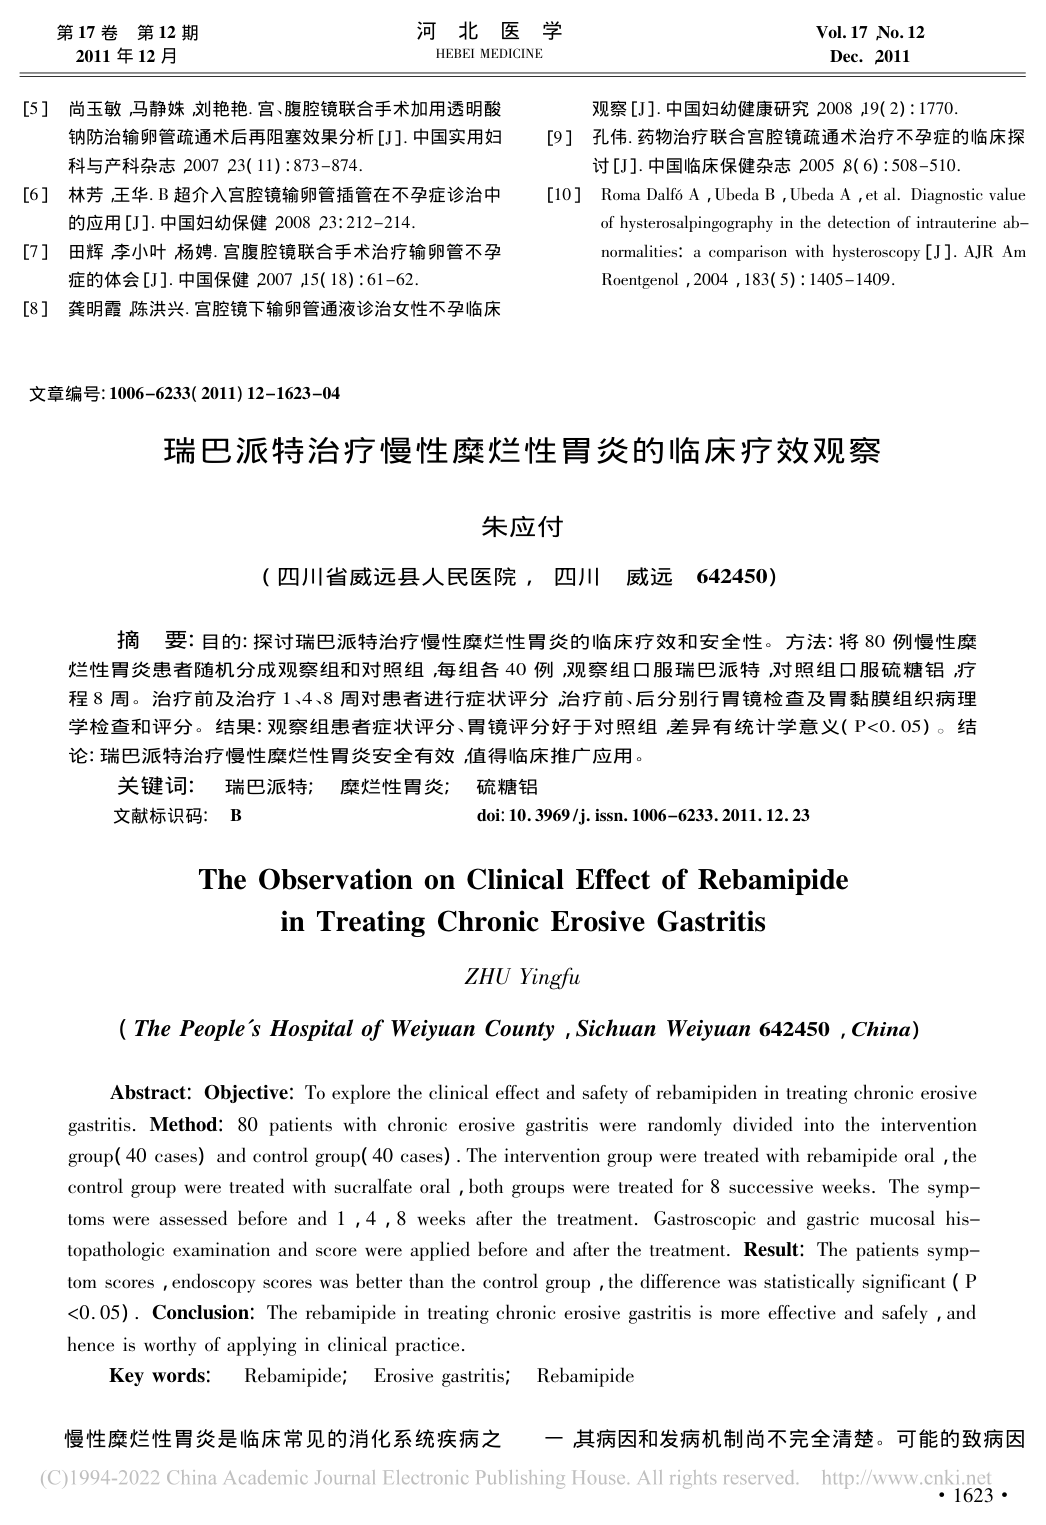 第 17 卷 第 12 期
2011 年 12 月
河 北 医 学
HEBEI MEDICINE
Vol. 17 ,No. 12
Dec. ,2011
[5] 尚玉敏,马静姝,刘艳艳. 宫、腹腔镜联合手术加用透明酸
钠防治输卵管疏通术后再阻塞效果分析[J]. 中国实用妇
科与产科杂志,2007,23(11):873-874.
[6] 林芳,王华. B 超介入宫腔镜输卵管插管在不孕症诊治中
的应用[J]. 中国妇幼保健,2008,23:212-214.
[7] 田辉,李小叶,杨娉. 宫腹腔镜联合手术治疗输卵管不孕
症的体会[J]. 中国保健,2007,15(18):61-62.
[8] 龚明霞,陈洪兴. 宫腔镜下输卵管通液诊治女性不孕临床
观察[J]. 中国妇幼健康研究,2008,19(2):1770.
[9] 孔伟. 药物治疗联合宫腔镜疏通术治疗不孕症的临床探
讨[J]. 中国临床保健杂志,2005,8(6):508-510.
[10] Roma Dalfó A ,Ubeda B ,Ubeda A ,et al. Diagnostic value
of hysterosalpingography in the detection of intrauterine ab-
normalities: a comparison with hysteroscopy[J]. AJR Am
Roentgenol ,2004 ,183(5):1405-1409.
文章编号:1006-6233(2011)12-1623-04
瑞巴派特治疗慢性糜烂性胃炎的临床疗效观察
朱应付
(四川省威远县人民医院, 四川 威远 642450)
摘 要:目的:探讨瑞巴派特治疗慢性糜烂性胃炎的临床疗效和安全性。方法:将 80 例慢性糜
烂性胃炎患者随机分成观察组和对照组,每组各 40 例,观察组口服瑞巴派特,对照组口服硫糖铝,疗
程 8 周。治疗前及治疗 1、4、8 周对患者进行症状评分,治疗前、后分别行胃镜检查及胃黏膜组织病理
学检查和评分。结果:观察组患者症状评分、胃镜评分好于对照组,差异有统计学意义(P<0.05)。结
论:瑞巴派特治疗慢性糜烂性胃炎安全有效,值得临床推广应用。
关键词: 瑞巴派特; 糜烂性胃炎; 硫糖铝
文献标识码: B doi:10.3969/j.issn.1006-6233.2011.12.23
The Observation on Clinical Effect of Rebamipide
in Treating Chronic Erosive Gastritis
ZHU Yingfu
(The People´s Hospital of Weiyuan County ,Sichuan Weiyuan 642450 ,China)
Abstract: Objective: To explore the clinical effect and safety of rebamipiden in treating chronic erosive
gastritis. Method: 80 patients with chronic erosive gastritis were randomly divided into the intervention
group(40 cases) and control group(40 cases). The intervention group were treated with rebamipide oral ,the
control group were treated with sucralfate oral ,both groups were treated for 8 successive weeks. The symp-
toms were assessed before and 1 ,4 ,8 weeks after the treatment. Gastroscopic and gastric mucosal his-
topathologic examination and score were applied before and after the treatment. Result: The patients symp-
tom scores ,endoscopy scores was better than the control group ,the difference was statistically significant (P
<0.05). Conclusion: The rebamipide in treating chronic erosive gastritis is more effective and safely ,and
hence is worthy of applying in clinical practice.
Key words: Rebamipide; Erosive gastritis; Rebamipide
慢性糜烂性胃炎是临床常见的消化系统疾病之
一,其病因和发病机制尚不完全清楚。可能的致病因
(C)1994-2022 China Academic Journal Electronic Publishing House. All rights reserved. http://www.cnki.net
·1623·